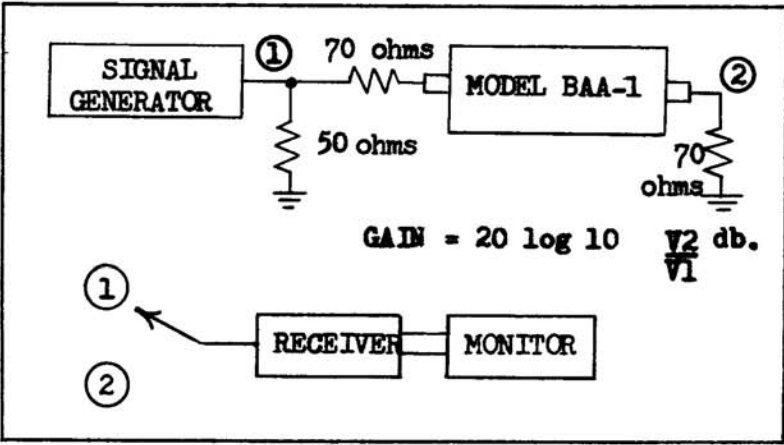 ① 70 ohms
SIGNAL
GENERATOR
MODEL BAA-1
②
50 ohms
70
ohms
GAIN = 20 log 10 V2/V1 db.
①
RECEIVER
MONITOR
②